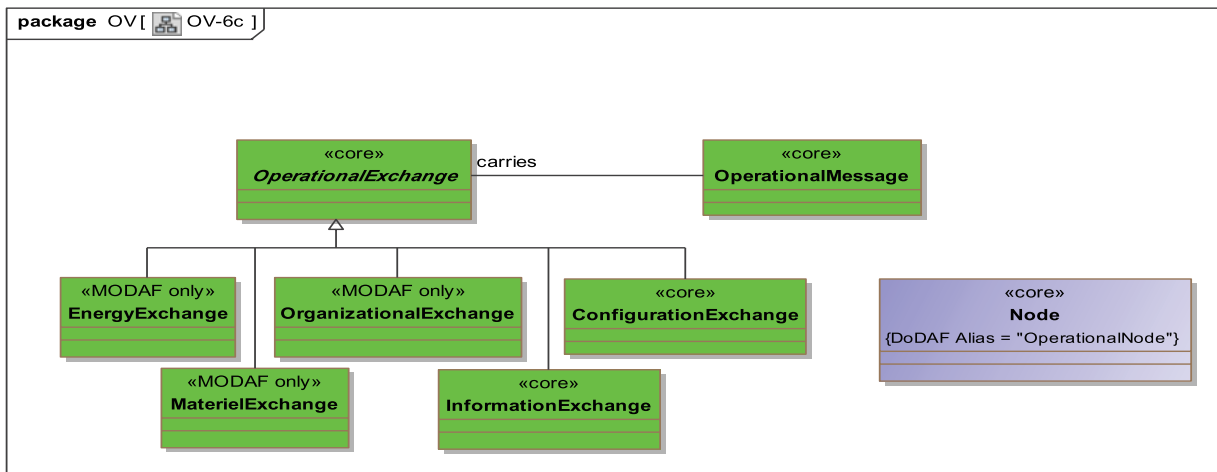 package OV[ OV-6c ]
«core»
OperationalExchange
carries
«core»
OperationalMessage
«MODAF only»
EnergyExchange
«MODAF only»
OrganizationalExchange
«core»
ConfigurationExchange
«core»
Node
{DoDAF Alias = "OperationalNode"}
«MODAF only»
MaterielExchange
«core»
InformationExchange